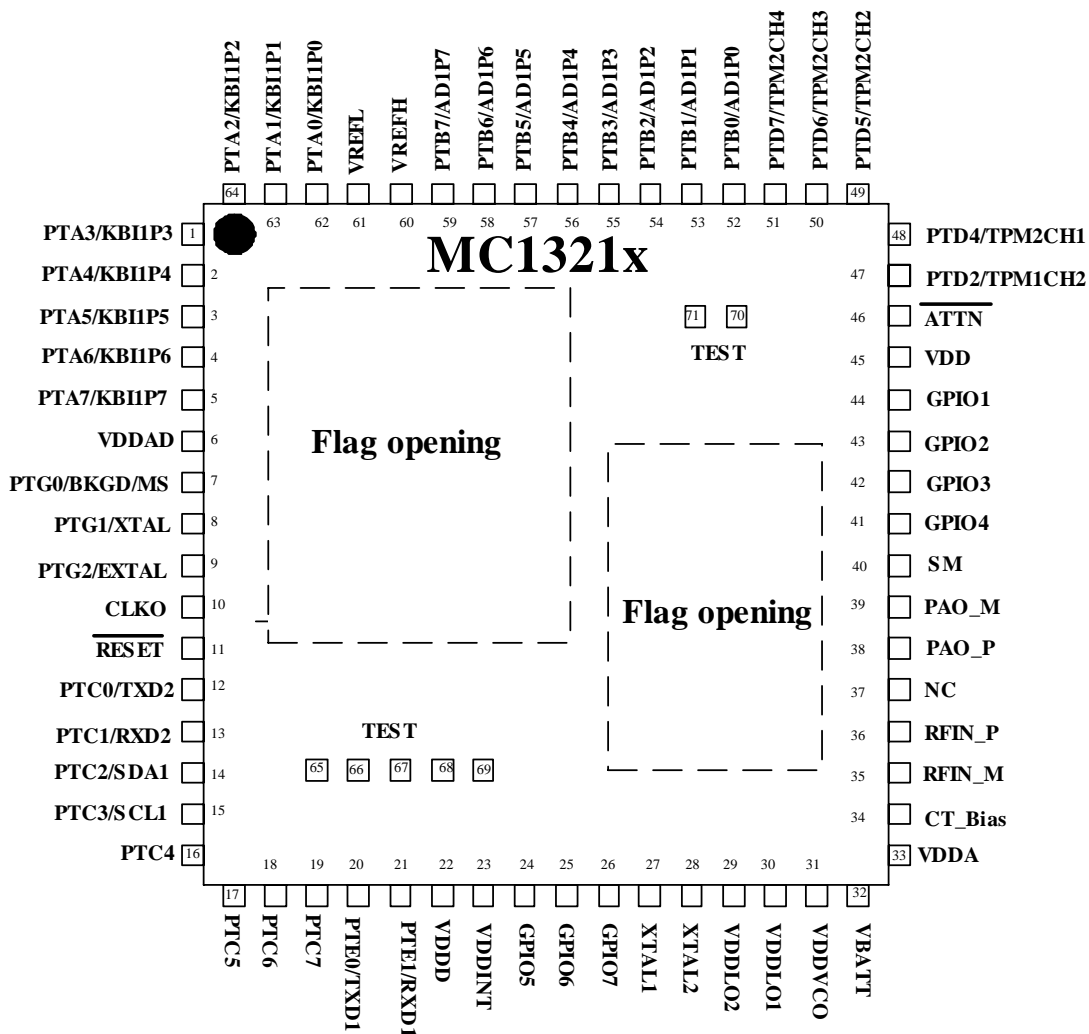 PTA2/KBI1P2
PTA1/KBI1P1
PTA0/KBI1P0
VREFL
VREFH
PTB7/AD1P7
PTB6/AD1P6
PTB5/AD1P5
PTB4/AD1P4
PTB3/AD1P3
PTB2/AD1P2
PTB1/AD1P1
PTB0/AD1P0
PTD7/TPM2CH4
PTD6/TPM2CH3
PTD5/TPM2CH2
64 63 62 61 60 59 58 57 56 55 54 53 52 51 50 49
MC1321x
PTA3/KBI1P3 1
PTA4/KBI1P4 2
PTA5/KBI1P5 3
PTA6/KBI1P6 4
PTA7/KBI1P7 5
VDDAD 6
PTG0/BKGD/MS 7
PTG1/XTAL 8
PTG2/EXTAL 9
CLKO 10
RESET 11
PTC0/TXD2 12
PTC1/RXD2 13
PTC2/SDA1 14
PTC3/SCL1 15
PTC4 16
71 70
TEST
Flag opening
Flag opening
TEST
65 66 67 68 69
48 PTD4/TPM2CH1
47 PTD2/TPM1CH2
46 ATTN
45 VDD
44 GPIO1
43 GPIO2
42 GPIO3
41 GPIO4
40 SM
39 PAO_M
38 PAO_P
37 NC
36 RFIN_P
35 RFIN_M
34 CT_Bias
33 VDDA
17 18 19 20 21 22 23 24 25 26 27 28 29 30 31 32
PTC5
PTC6
PTC7
PTE0/TXD1
PTE1/RXD1
VDDD
VDDINT
GPIO5
GPIO6
GPIO7
XTAL1
XTAL2
VDDLO2
VDDLO1
VDDVCO
VBATT